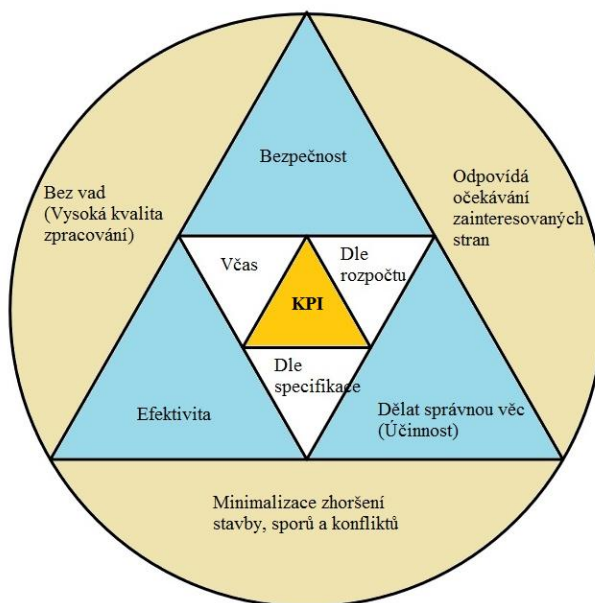 Bezpečnost
Bez vad
(Vysoká kvalita
zpracování)
Odpovídá
očekávání
zainteresovaných
stran
Včas
Dle
rozpočtu
KPI
Dle
specifikace
Efektivita
Dělat správnou věc
(Účinnost)
Minimalizace zhoršení
stavby, sporů a konfliktů